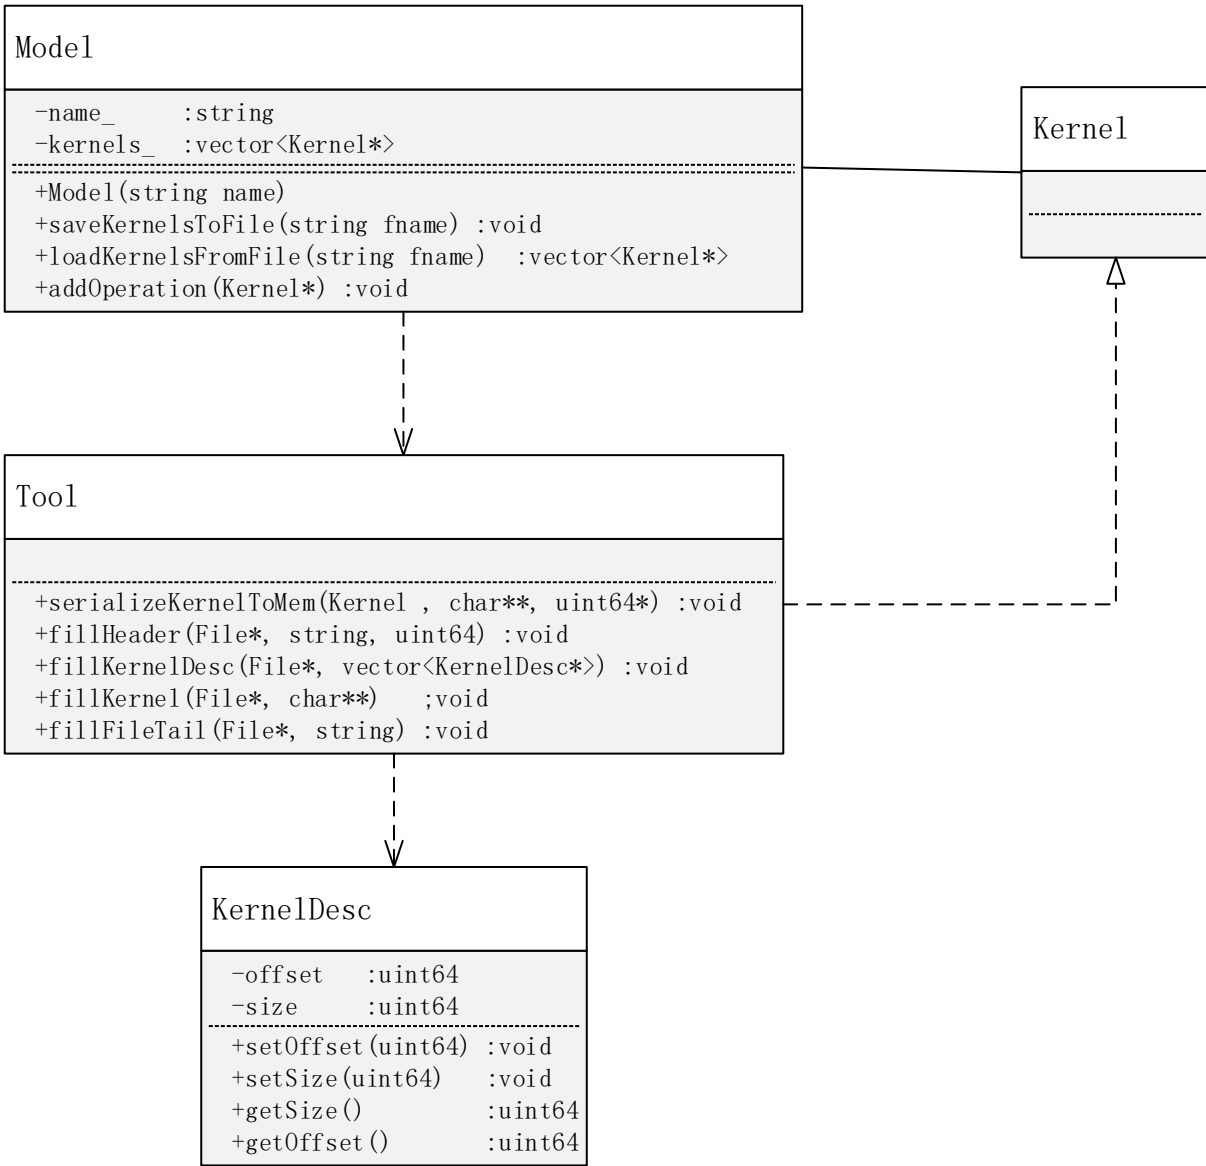 Model
-name_ :string
-kernels_ :vector<Kernel*>
+Model(string name)
+saveKernelsToFile(string fname) :void
+loadKernelsFromFile(string fname) :vector<Kernel*>
+addOperation(Kernel*) :void
Kernel
Tool
+serializeKernelToMem(Kernel , char**, uint64*) :void
+fillHeader(File*, string, uint64) :void
+fillKernelDesc(File*, vector<KernelDesc*>) :void
+fillKernel(File*, char**) ;void
+fillFileTail(File*, string) :void
KernelDesc
-offset :uint64
-size :uint64
+setOffset(uint64) :void
+setSize(uint64) :void
+getSize() :uint64
+getOffset() :uint64